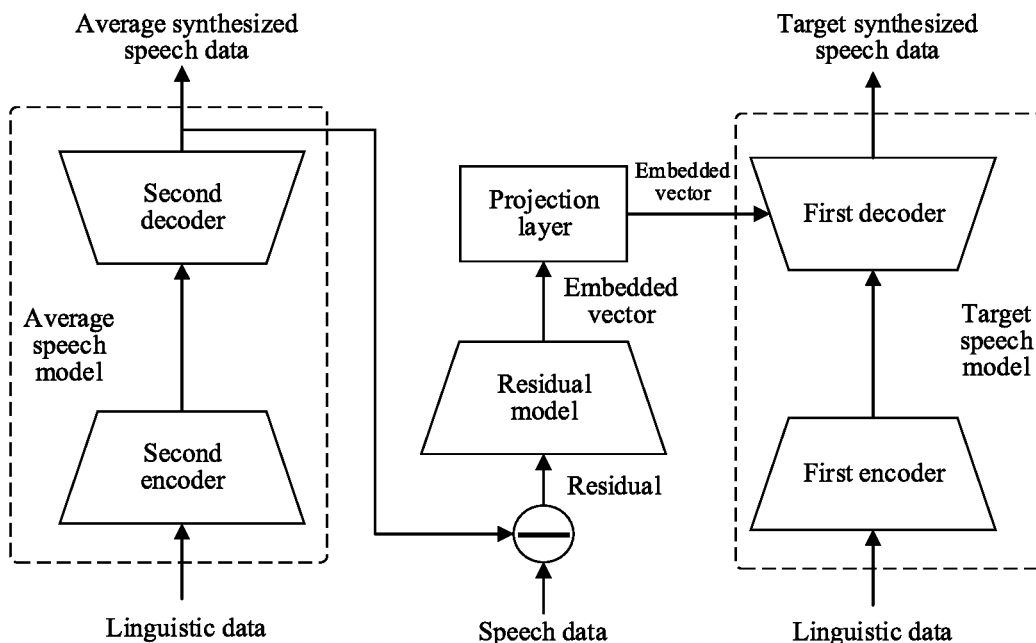 Average synthesized
speech data
Second
decoder
Average
speech
model
Second
encoder
Linguistic data
Projection
layer
Embedded
vector
Embedded
vector
Residual
model
Residual
Speech data
Target synthesized
speech data
First decoder
Target
speech
model
First encoder
Linguistic data